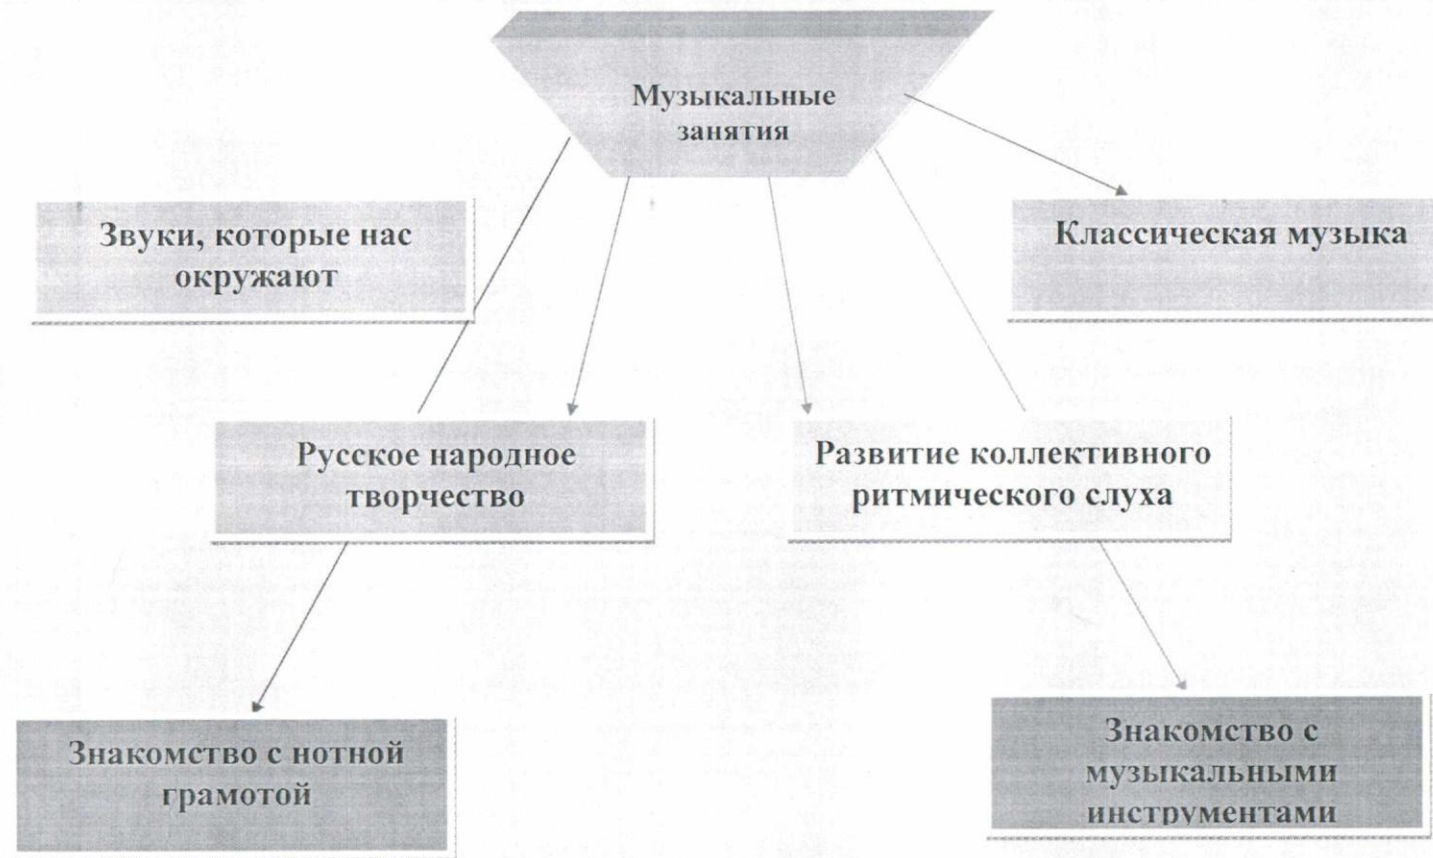 Музыкальные
занятия
Звуки, которые нас
окружают
Классическая музыка
Русское народное
творчество
Развитие коллективного
ритмического слуха
Знакомство с нотной
грамотой
Знакомство с
музыкальными
инструментами